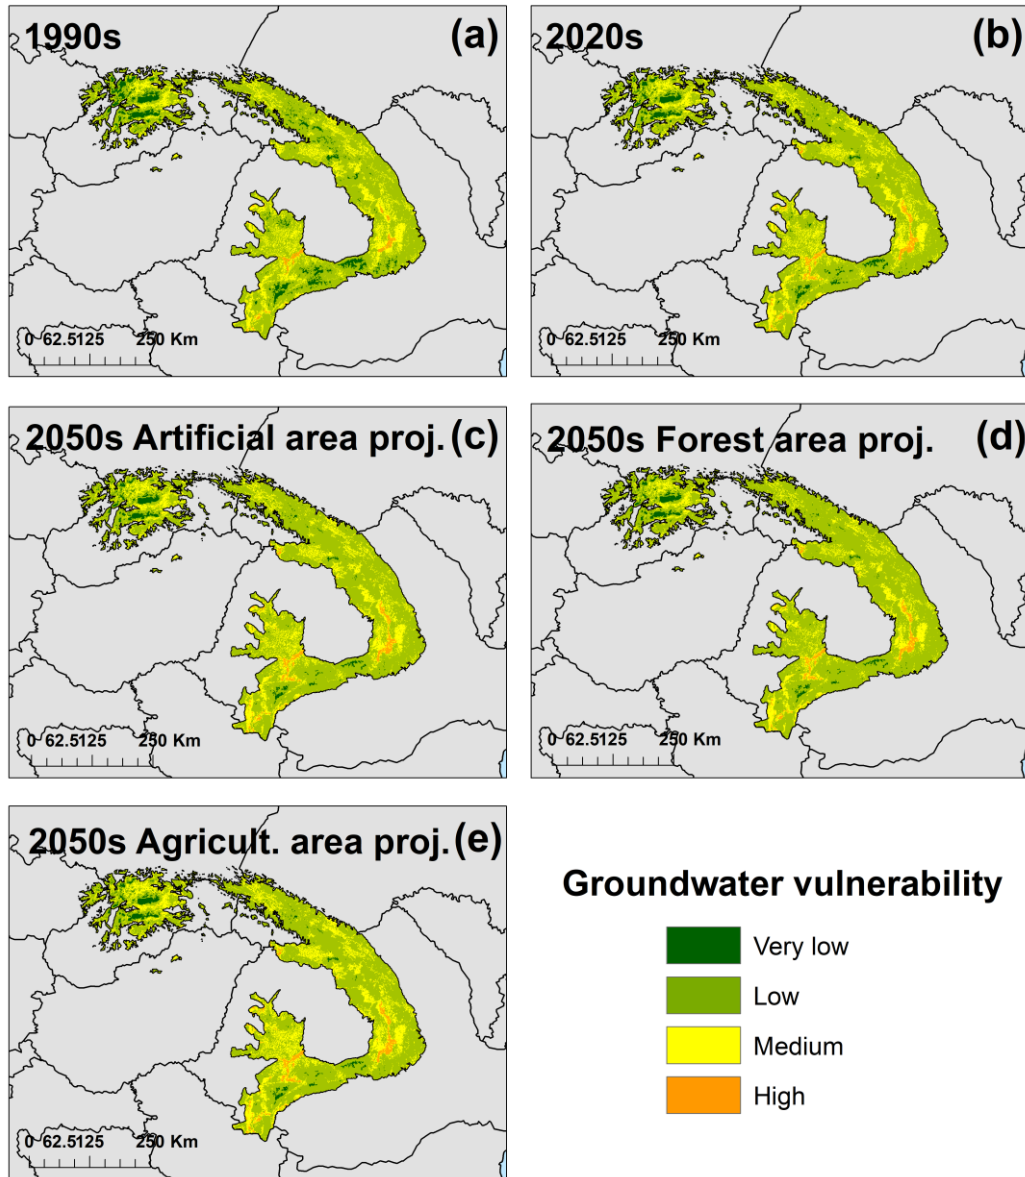 1990s (a)
0 62.5125 250 Km
2020s (b)
0 62.5125 250 Km
2050s Artificial area proj. (c)
0 62.5125 250 Km
2050s Forest area proj. (d)
0 62.5125 250 Km
2050s Agricult. area proj. (e)
0 62.5125 250 Km
Groundwater vulnerability
Very low
Low
Medium
High